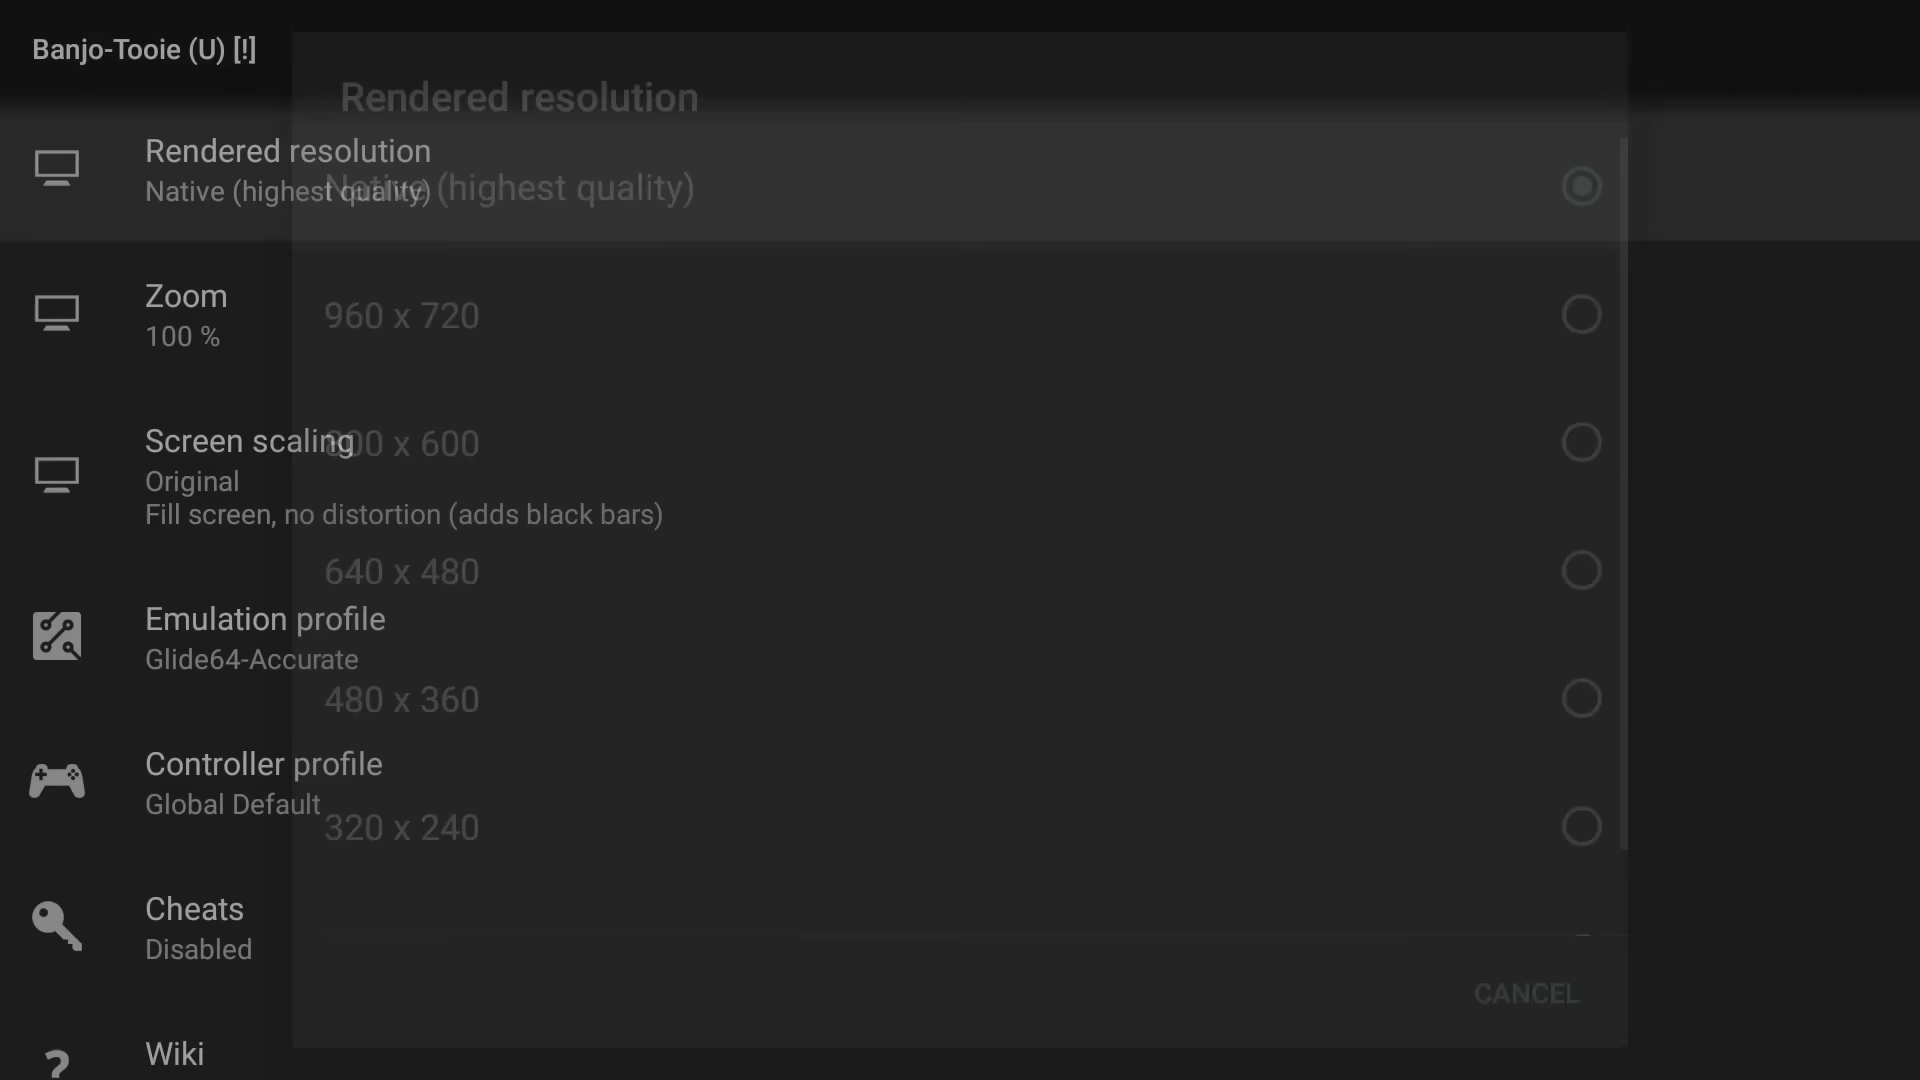 Banjo-Tooie (U) [!]
Rendered resolution
Native (highest quality)
Zoom
100 %
Screen scaling
Original
Fill screen, no distortion (adds black bars)
Emulation profile
Glide64-Accurate
Controller profile
Global Default
Cheats
Disabled
Wiki
Rendered resolution
Native (highest quality)
960 x 720
800 x 600
640 x 480
480 x 360
320 x 240
CANCEL